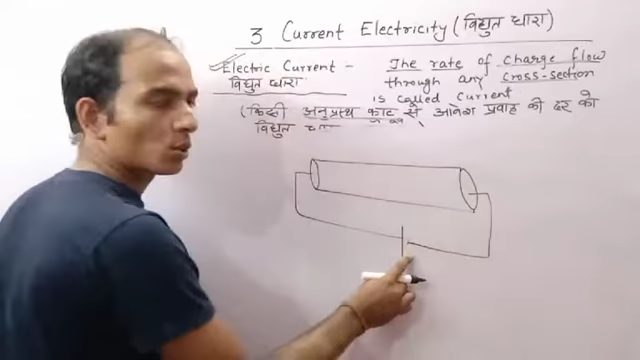 3 Current Electricity (विद्युत धारा)
Electric Current - The rate of charge flow
विद्युत धारा through any cross-section
is called current
(किसी अनुप्रस्थ काट से आवेश प्रवाह की दर को
विद्युत